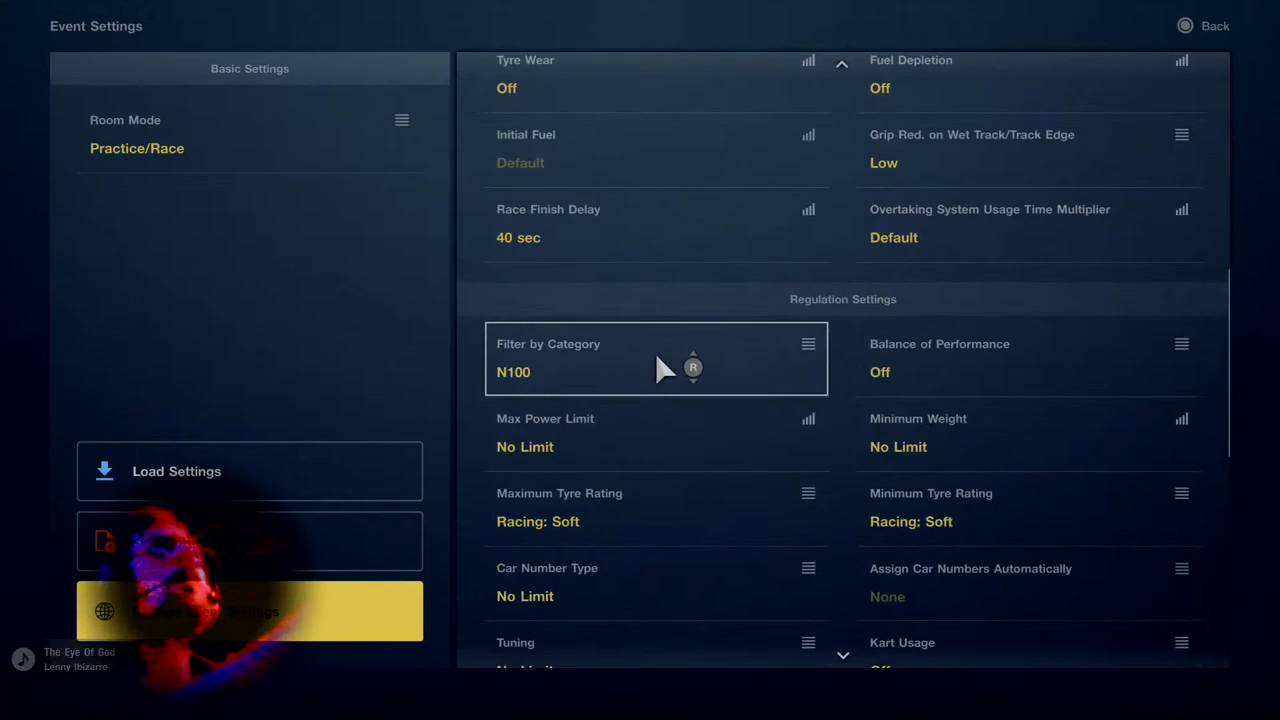 Event Settings
Back
Basic Settings
Room Mode
Practice/Race
Load Settings
Tyre Wear
Off
Fuel Depletion
Off
Initial Fuel
Default
Grip Red. on Wet Track/Track Edge
Low
Race Finish Delay
40 sec
Overtaking System Usage Time Multiplier
Default
Regulation Settings
Filter by Category
N100
R
Balance of Performance
Off
Max Power Limit
No Limit
Minimum Weight
No Limit
Maximum Tyre Rating
Racing: Soft
Minimum Tyre Rating
Racing: Soft
Car Number Type
No Limit
Assign Car Numbers Automatically
None
Tuning
Kart Usage
The Eye Of God
Lenny Ibizarre